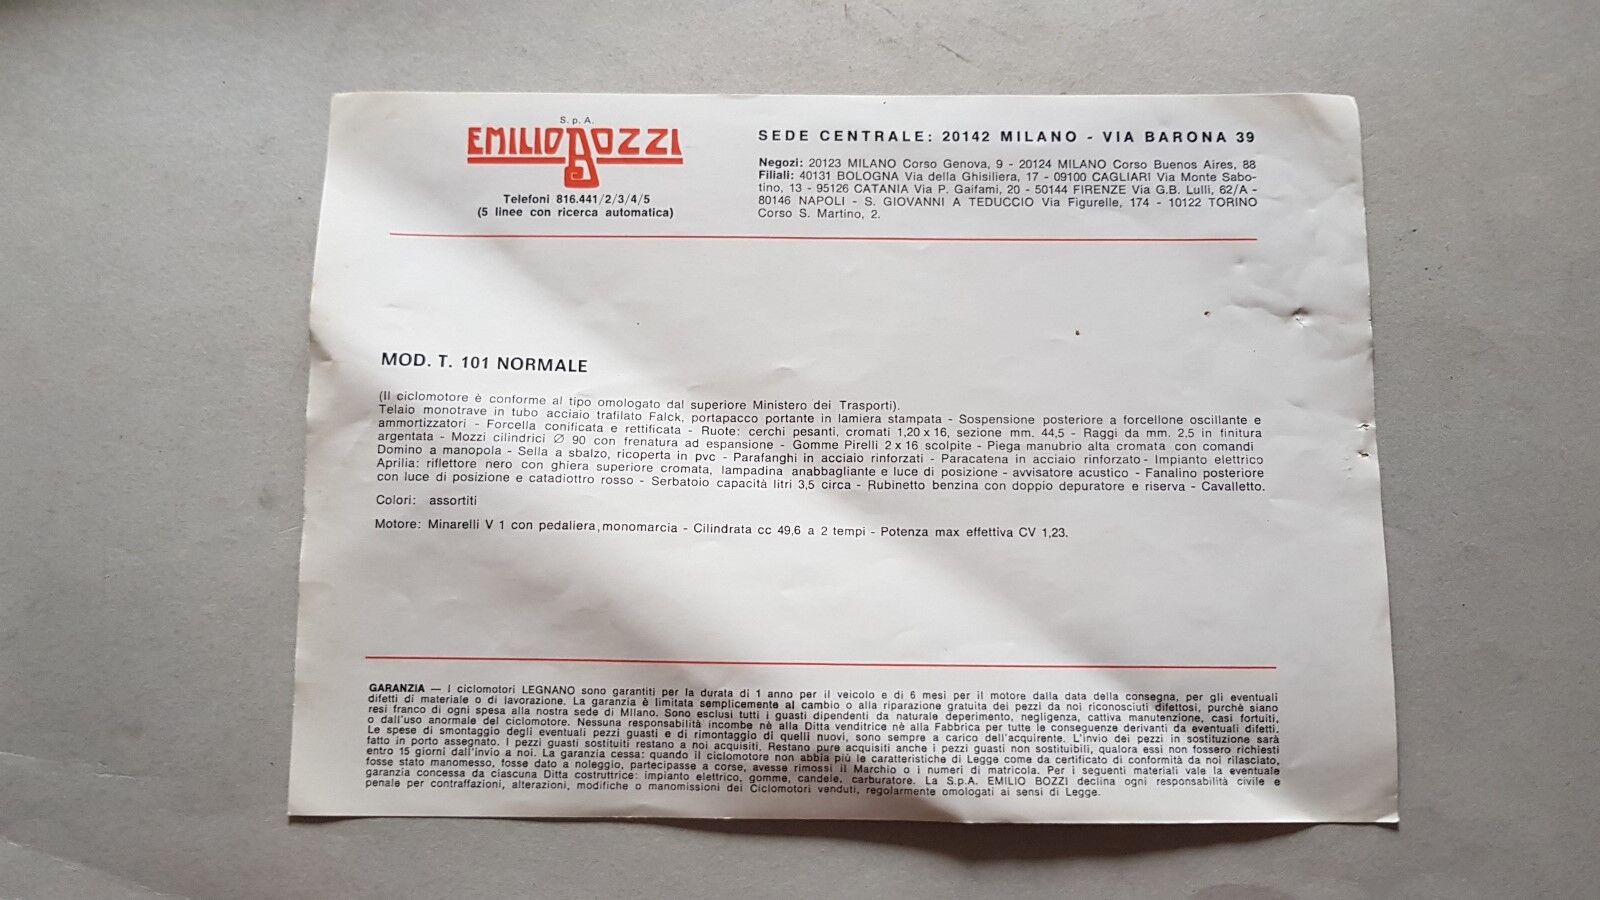 S. p. A.
EMILIO BOZZI
Telefoni 816.441/2/3/4/5
(5 linee con ricerca automatica)
SEDE CENTRALE: 20142 MILANO - VIA BARONA 39
Negozi: 20123 MILANO Corso Genova, 9 - 20124 MILANO Corso Buenos Aires, 88
Filiali: 40131 BOLOGNA Via della Ghisiliera, 17 - 09100 CAGLIARI Via Monte Sabo-
tino, 13 - 95126 CATANIA Via P. Gaifami, 20 - 50144 FIRENZE Via G.B. Lulli, 62/A -
80146 NAPOLI - S. GIOVANNI A TEDUCCIO Via Figurelle, 174 - 10122 TORINO
Corso S. Martino, 2.
MOD. T. 101 NORMALE
(Il ciclomotore è conforme al tipo omologato dal superiore Ministero dei Trasporti).
Telaio monotrave in tubo acciaio trafilato Falck, portapacco portante in lamiera stampata - Sospensione posteriore a forcellone oscillante e
ammortizzatori - Forcella conificata e rettificata - Ruote: cerchi pesanti, cromati 1,20 x 16, sezione mm. 44,5 - Raggi da mm. 2,5 in finitura
argentata - Mozzi cilindrici Ø 90 con frenatura ad espansione - Gomme Pirelli 2 x 16 scolpite - Piega manubrio alta cromata con comandi
Domino a manopola - Sella a sbalzo, ricoperta in pvc - Parafanghi in acciaio rinforzati - Paracatena in acciaio rinforzato - Impianto elettrico
Aprilia: riflettore nero con ghiera superiore cromata, lampadina anabbagliante e luce di posizione - avvisatore acustico - Fanalino posteriore
con luce di posizione e catadiottro rosso - Serbatoio capacità litri 3,5 circa - Rubinetto benzina con doppio depuratore e riserva - Cavalletto.
Colori: assortiti
Motore: Minarelli V 1 con pedaliera, monomarcia - Cilindrata cc 49,6 a 2 tempi - Potenza max effettiva CV 1,23.
GARANZIA — I ciclomotori LEGNANO sono garantiti per la durata di 1 anno per il veicolo e di 6 mesi per il motore dalla data della consegna, per gli eventuali
difetti di materiale o di lavorazione. La garanzia è limitata semplicemente al cambio o alla riparazione gratuita dei pezzi da noi riconosciuti difettosi, purchè siano
resi franco di ogni spesa alla nostra sede di Milano. Sono esclusi tutti i guasti dipendenti da naturale deperimento, negligenza, cattiva manutenzione, casi fortuiti,
o dall'uso anormale del ciclomotore. Nessuna responsabilità incombe nè alla Ditta venditrice nè alla Fabbrica per tutte le conseguenze derivanti da eventuali difetti.
Le spese di smontaggio degli eventuali pezzi guasti e di rimontaggio di quelli nuovi, sono sempre a carico dell'acquirente. L'invio dei pezzi in sostituzione sarà
fatto in porto assegnato. I pezzi guasti sostituiti restano a noi acquisiti. Restano pure acquisiti anche i pezzi guasti non sostituibili, qualora essi non fossero richiesti
entro 15 giorni dall'invio a noi. La garanzia cessa: quando il ciclomotore non abbia più le caratteristiche di Legge come da certificato di conformità da noi rilasciato,
fosse stato manomesso, fosse dato a noleggio, partecipasse a corse, avesse rimossi il Marchio o i numeri di matricola. Per i seguenti materiali vale la eventuale
garanzia concessa da ciascuna Ditta costruttrice: impianto elettrico, gomme, candele, carburatore. La S.p.A. EMILIO BOZZI declina ogni responsabilità civile e
penale per contraffazioni, alterazioni, modifiche o manomissioni dei Ciclomotori venduti, regolarmente omologati ai sensi di Legge.